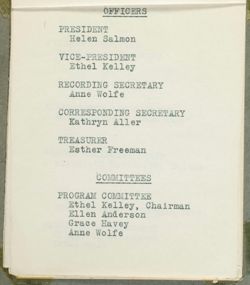 OFFICERS
PRESIDENT
Helen Salmon
VICE-PRESIDENT
Ethel Kelley
RECORDING SECRETARY
Anne Wolfe
CORRESPONDING SECRETARY
Kathryn Aller
TREASURER
Esther Freeman
COMMITTEES
PROGRAM COMMITTEE
Ethel Kelley, Chairman
Ellen Anderson
Grace Havey
Anne Wolfe